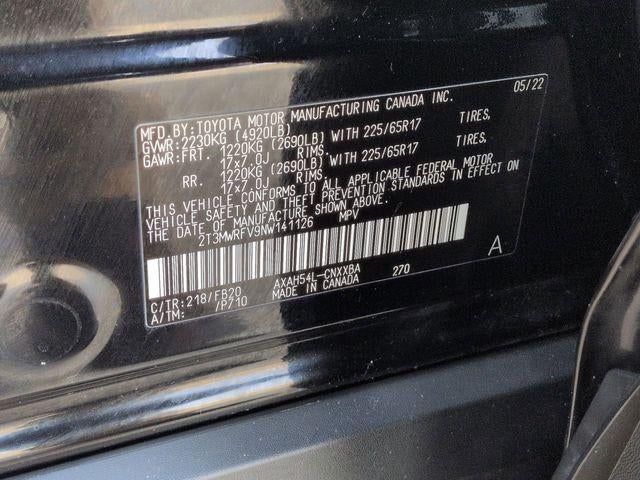 MFD.BY:TOYOTA MOTOR MANUFACTURING CANADA INC. 05/22
GVWR:2230KG (4920LB)
GAWR:FRT. 1220KG (2690LB) WITH 225/65R17 TIRES,
17x7.0J RIMS.
RR. 1220KG (2690LB) WITH 225/65R17 TIRES,
17x7.0J RIMS.
THIS VEHICLE CONFORMS TO ALL APPLICABLE FEDERAL MOTOR
VEHICLE SAFETY AND THEFT PREVENTION STANDARDS IN EFFECT ON
THE DATE OF MANUFACTURE SHOWN ABOVE.
2T3MWRFV9NW141126 MPV
A
C/TR:218/FB20 AXAH54L-CNXXBA 270
A/TM: /P710 MADE IN CANADA